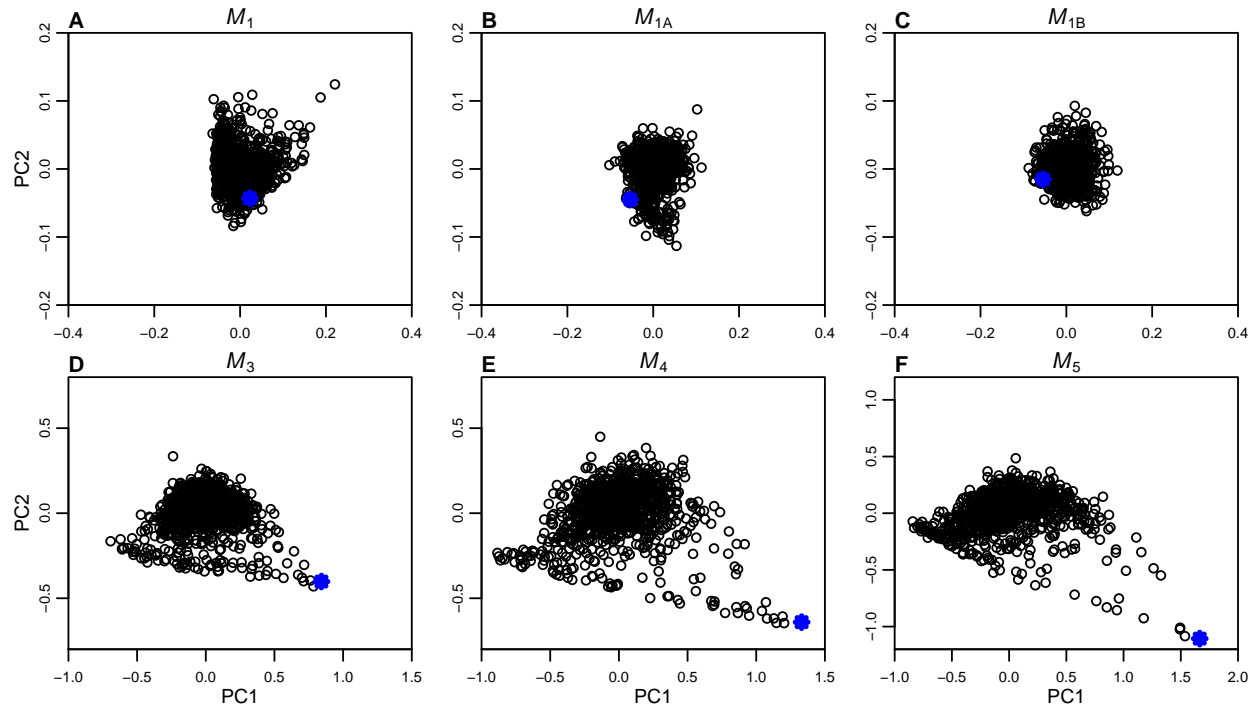 A M1 B M1A C M1B
0.2 0.2 0.2
0.1 0.1 0.1
PC2 0.0 0.0 0.0
−0.1 −0.1 −0.1
−0.2 −0.2 −0.2
−0.4 −0.2 0.0 0.2 0.4 −0.4 −0.2 0.0 0.2 0.4 −0.4 −0.2 0.0 0.2 0.4
D M3 E M4 F M5
0.5 0.5 1.0
PC2 0.0 0.0 0.5
−0.5 −0.5 0.0
−0.5
−1.0
−1.0 −0.5 0.0 0.5 1.0 1.5 −1.0 −0.5 0.0 0.5 1.0 1.5 −1.0 −0.5 0.0 0.5 1.0 1.5 2.0
PC1 PC1 PC1